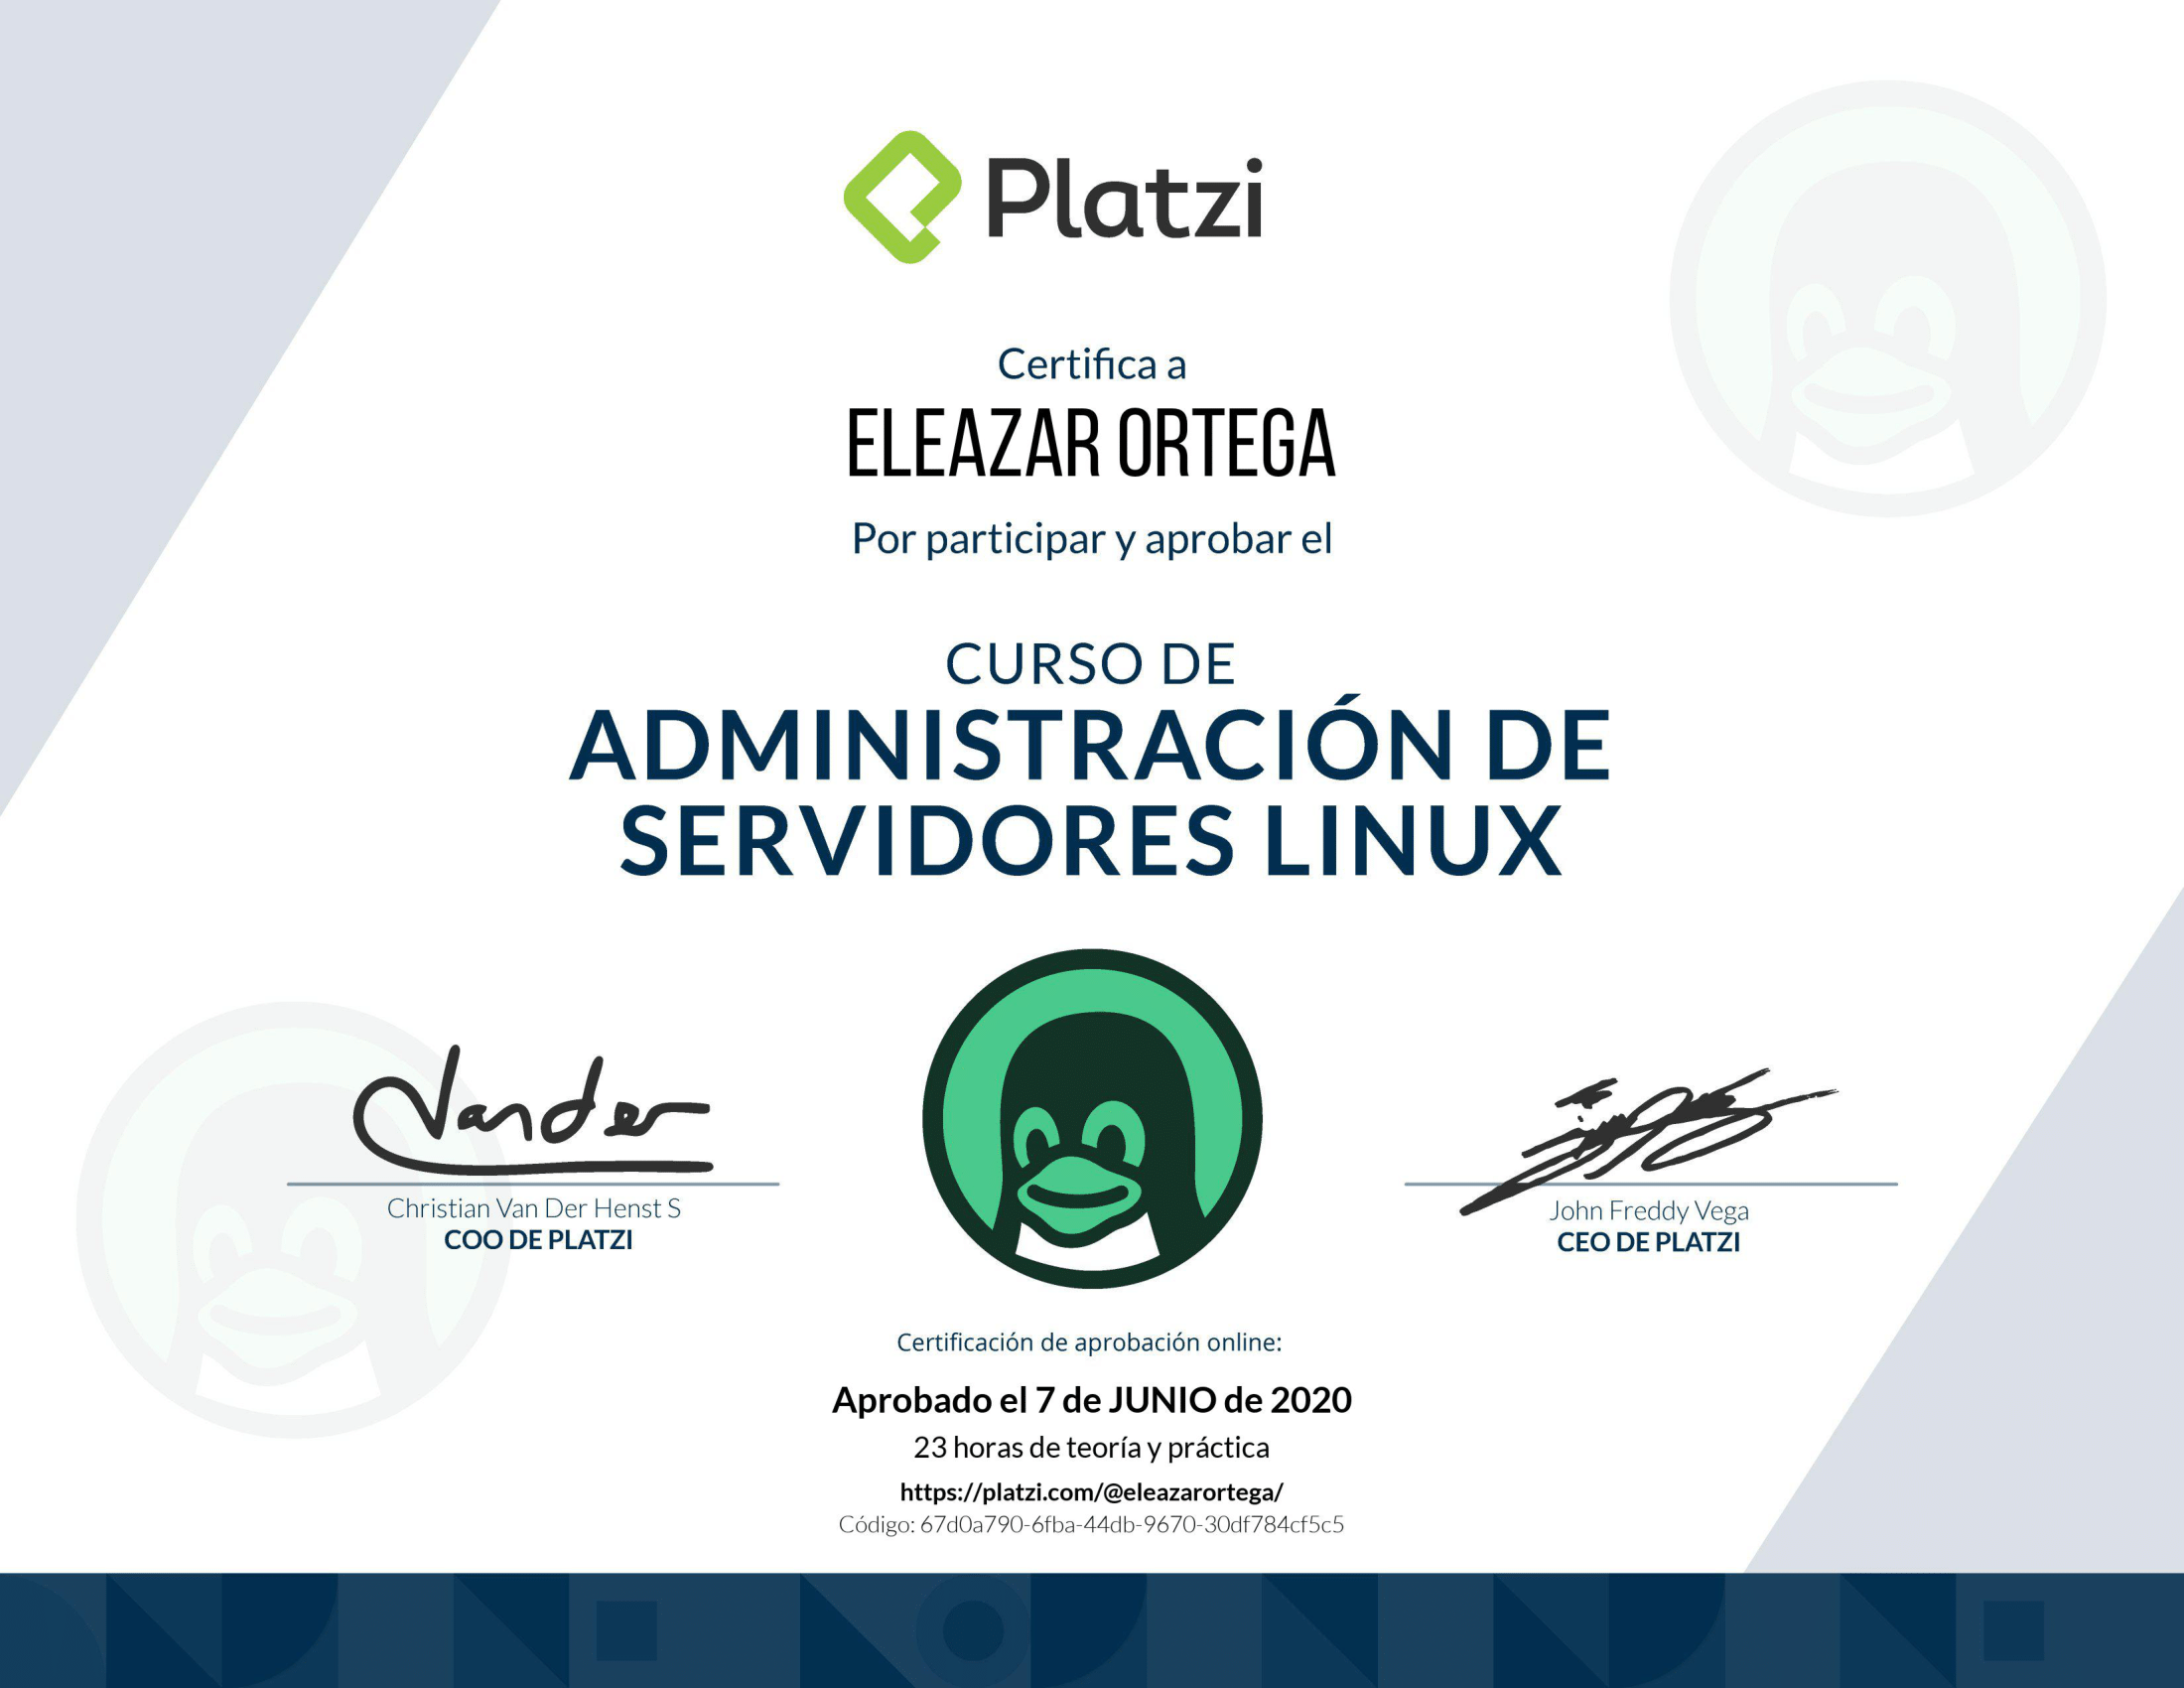 Platzi
Certifica a
ELEAZAR ORTEGA
Por participar y aprobar el
CURSO DE
ADMINISTRACIÓN DE
SERVIDORES LINUX
Vander
Christian Van Der Henst S
COO DE PLATZI
John Freddy Vega
CEO DE PLATZI
Certificación de aprobación online:
Aprobado el 7 de JUNIO de 2020
23 horas de teoría y práctica
https://platzi.com/@eleazarortega/
Código: 67d0a790-6fba-44db-9670-30df784cf5c5